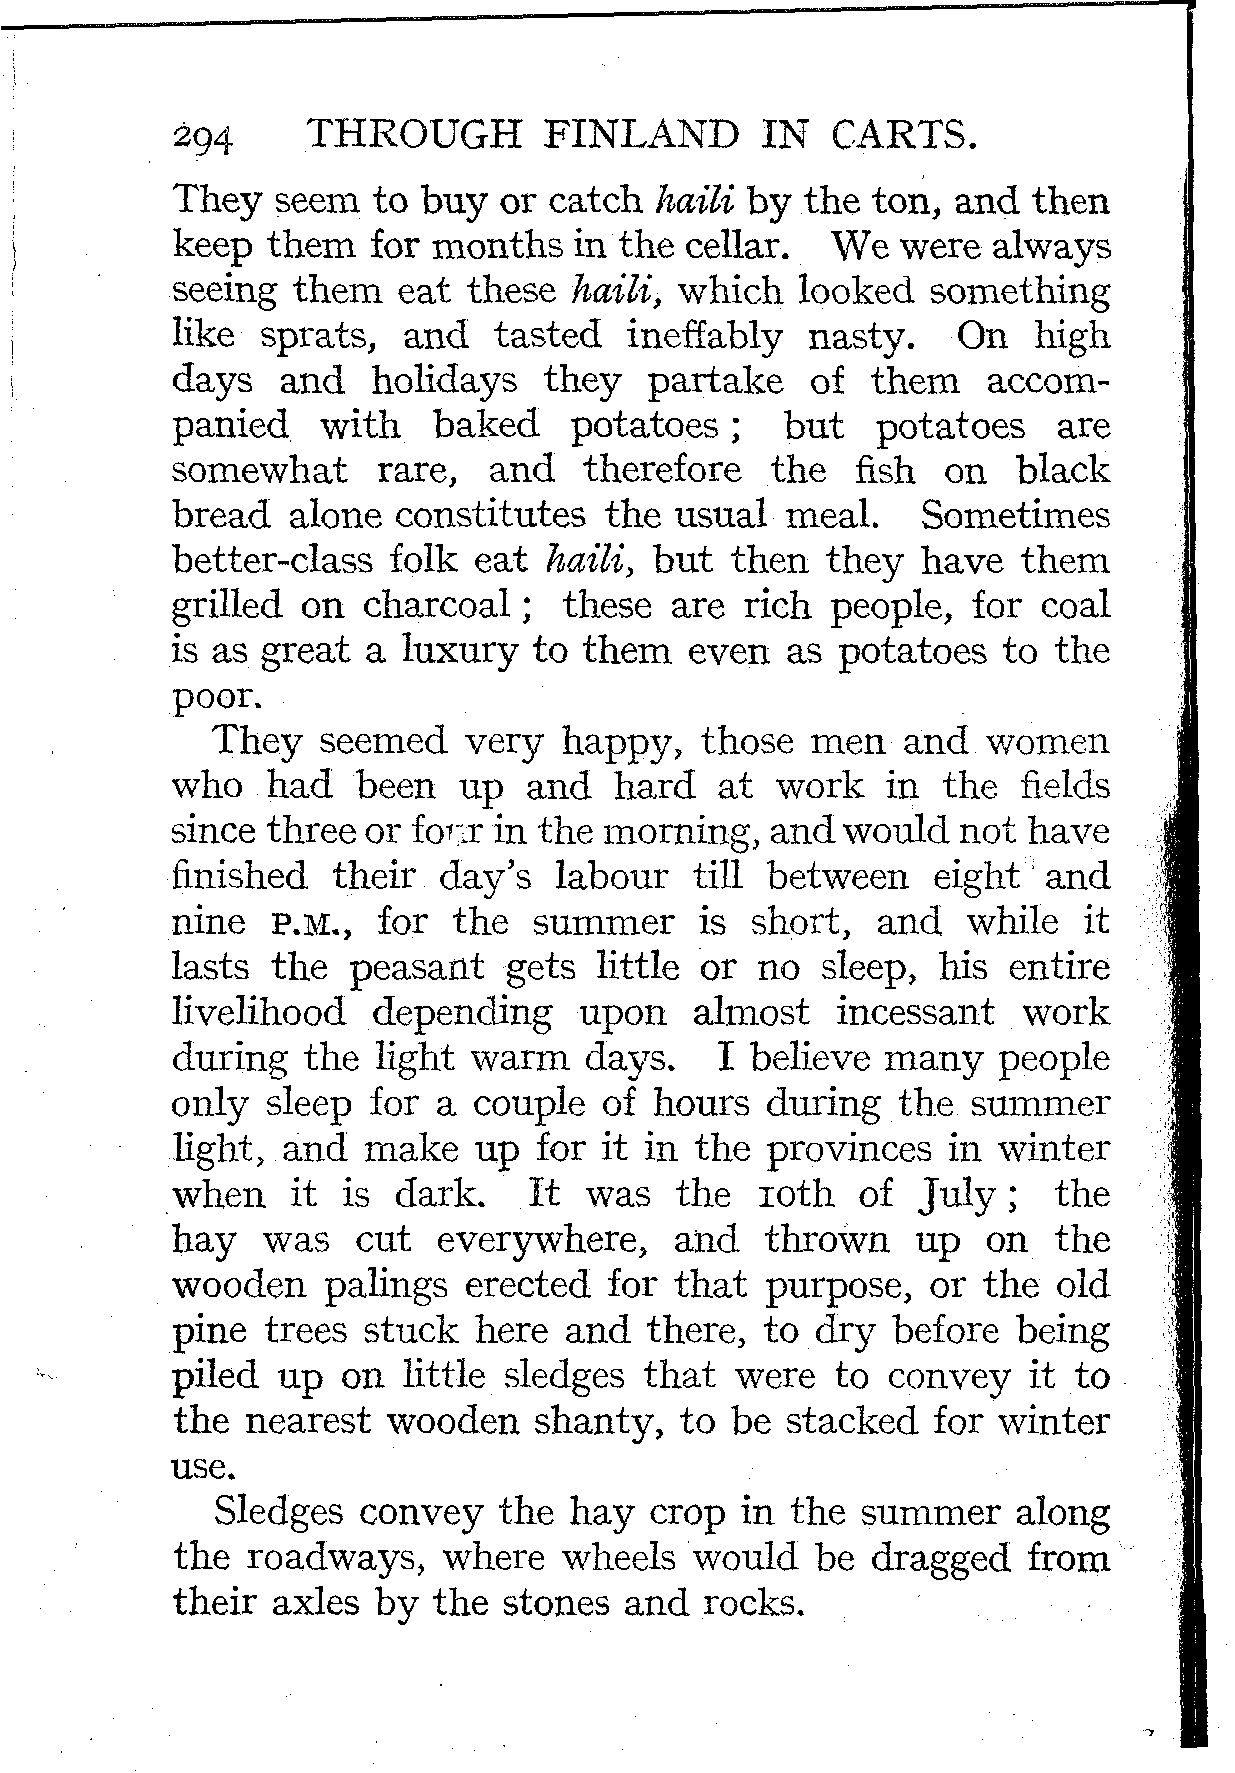 294 THROUGH FINLAND IN CARTS.
They seem to buy or catch haili by the ton, and then
keep them for months in the cellar. We were always
seeing them eat these haili, which looked something
like sprats, and tasted ineffably nasty. On high
days and holidays they partake of them accom-
panied with baked potatoes ; but potatoes are
somewhat rare, and therefore the fish on black
bread alone constitutes the usual meal. Sometimes
better-class folk eat haili, but then they have them
grilled on charcoal ; these are rich people, for coal
is as great a luxury to them even as potatoes to the
poor.
They seemed very happy, those men and women
who had been up and hard at work in the fields
since three or four in the morning, and would not have
finished their day's labour till between eight and
nine P.M., for the summer is short, and while it
lasts the peasant gets little or no sleep, his entire
livelihood depending upon almost incessant work
during the light warm days. I believe many people
only sleep for a couple of hours during the summer
light, and make up for it in the provinces in winter
when it is dark. It was the 10th of July ; the
hay was cut everywhere, and thrown up on the
wooden palings erected for that purpose, or the old
pine trees stuck here and there, to dry before being
piled up on little sledges that were to convey it to
the nearest wooden shanty, to be stacked for winter
use.
Sledges convey the hay crop in the summer along
the roadways, where wheels would be dragged from
their axles by the stones and rocks.